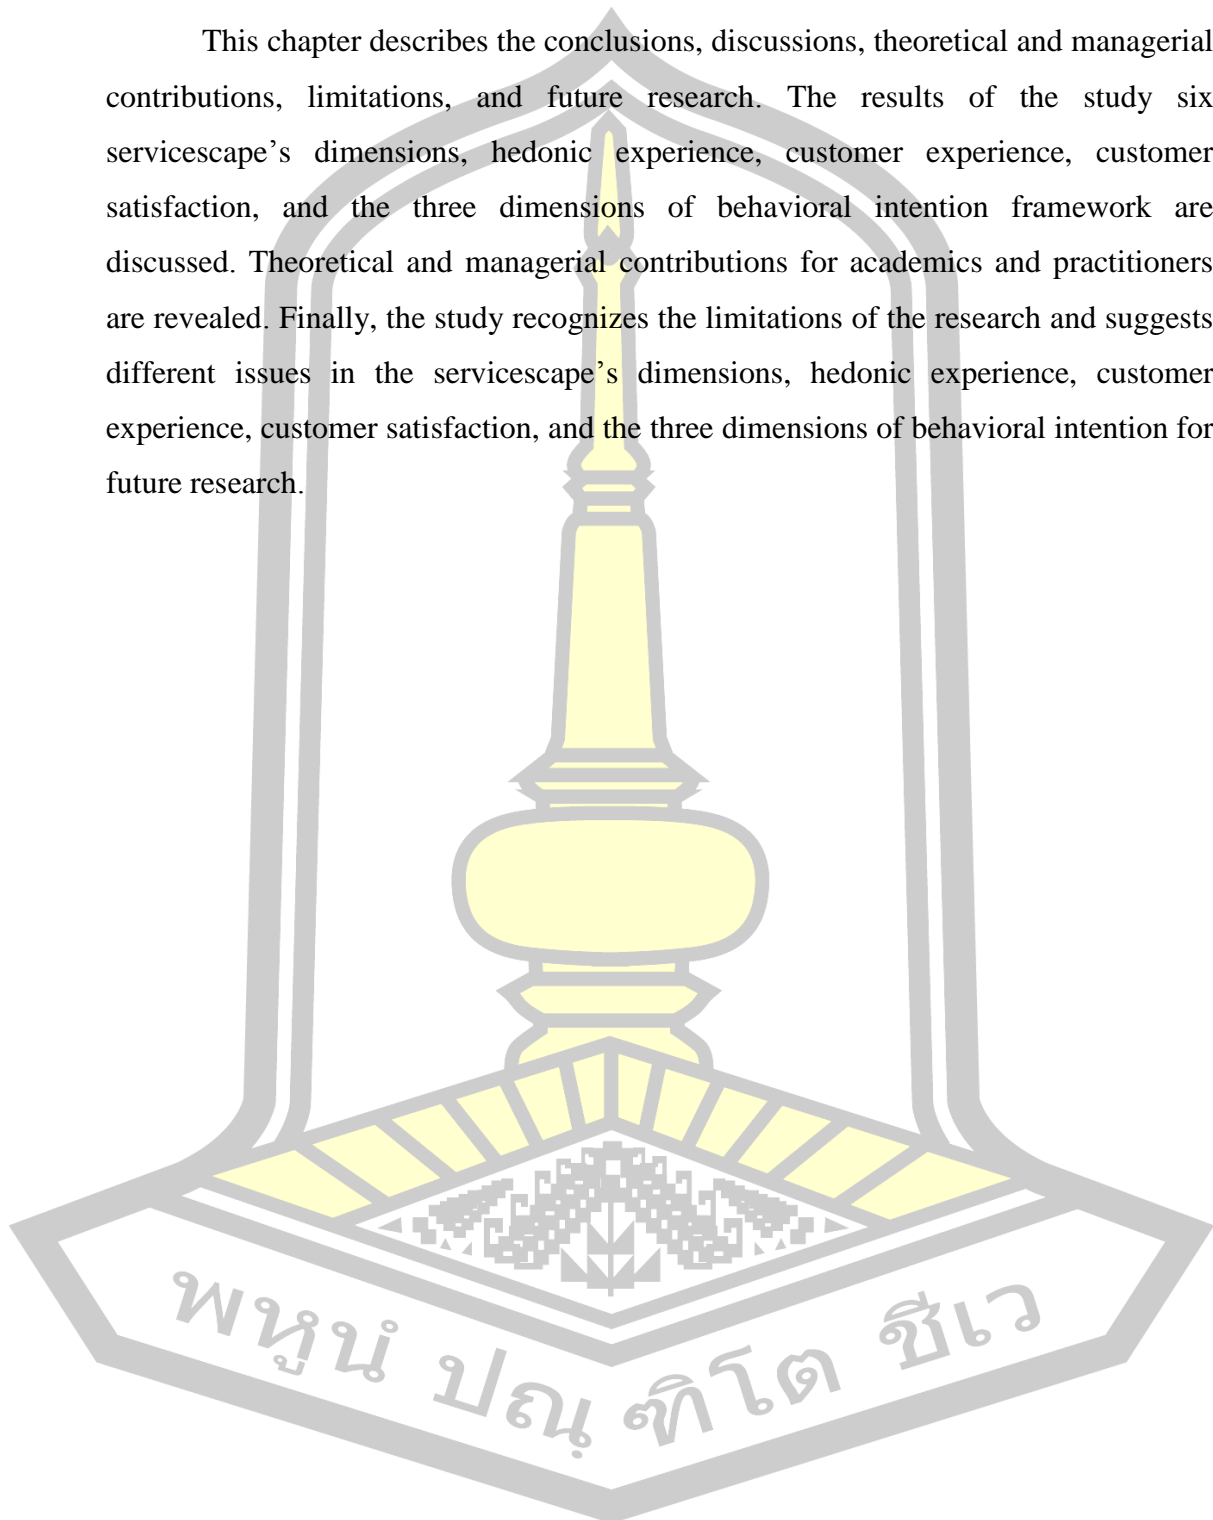 This chapter describes the conclusions, discussions, theoretical and managerial
contributions, limitations, and future research. The results of the study six
servicescape's dimensions, hedonic experience, customer experience, customer
satisfaction, and the three dimensions of behavioral intention framework are
discussed. Theoretical and managerial contributions for academics and practitioners
are revealed. Finally, the study recognizes the limitations of the research and suggests
different issues in the servicescape's dimensions, hedonic experience, customer
experience, customer satisfaction, and the three dimensions of behavioral intention for
future research.
พหูนํ ปณฺ ฑิโต ชีเว